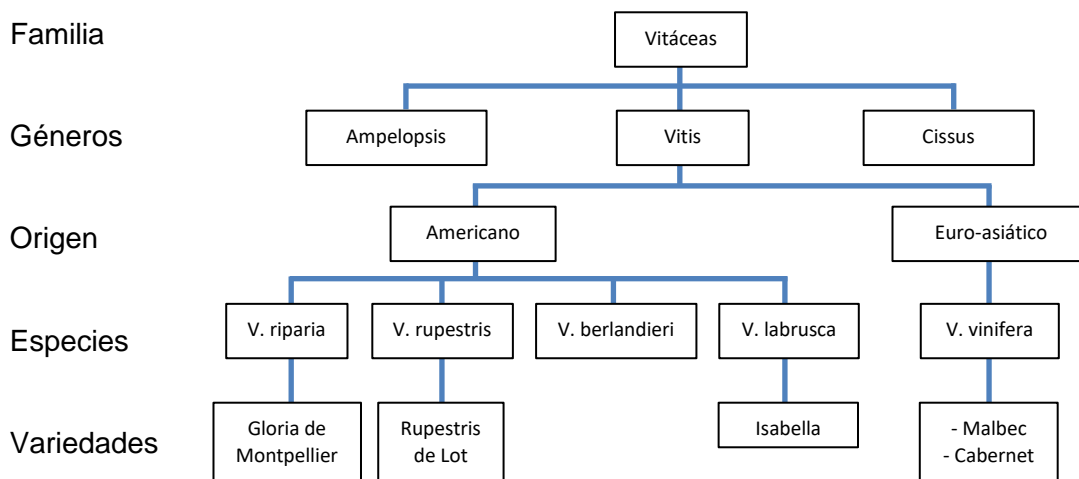 Familia
Vitáceas
Géneros
Ampelopsis
Vitis
Cissus
Origen
Americano
Euro-asiático
Especies
V. riparia
V. rupestris
V. berlandieri
V. labrusca
V. vinifera
Variedades
Gloria de
Montpellier
Rupestris
de Lot
Isabella
- Malbec
- Cabernet